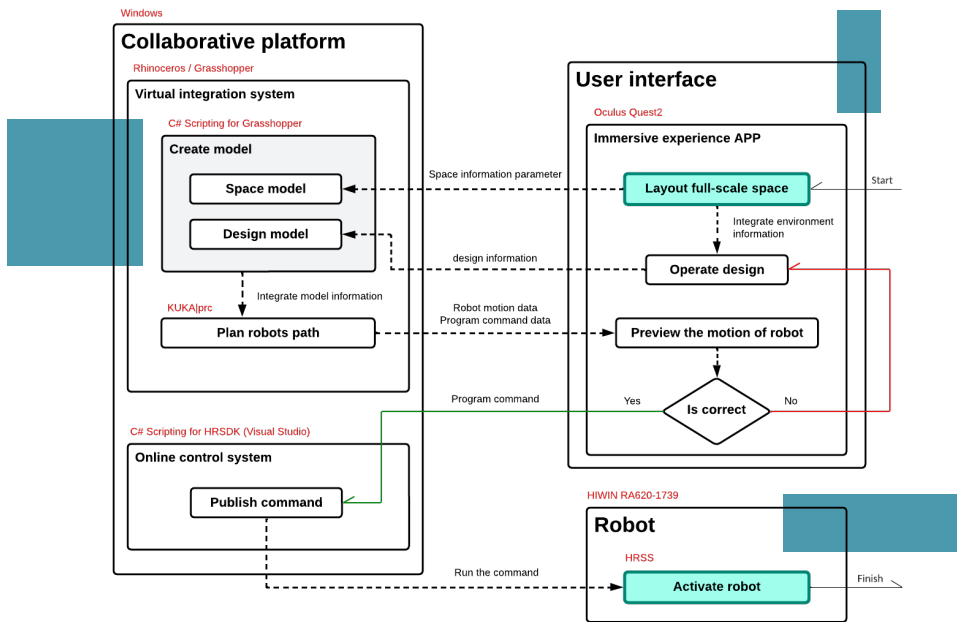 Windows
Collaborative platform
Rhinoceros / Grasshopper
Virtual integration system
C# Scripting for Grasshopper
Create model
Space model
Design model
Integrate model information
KUKA|prc
Plan robots path
C# Scripting for HRSDK (Visual Studio)
Online control system
Publish command
Space information parameter
design information
Robot motion data
Program command data
Program command
Run the command
User interface
Oculus Quest2
Immersive experience APP
Layout full-scale space
Start
Integrate environment
information
Operate design
Preview the motion of robot
Yes
Is correct
No
HIWIN RA620-1739
Robot
HRSS
Activate robot
Finish